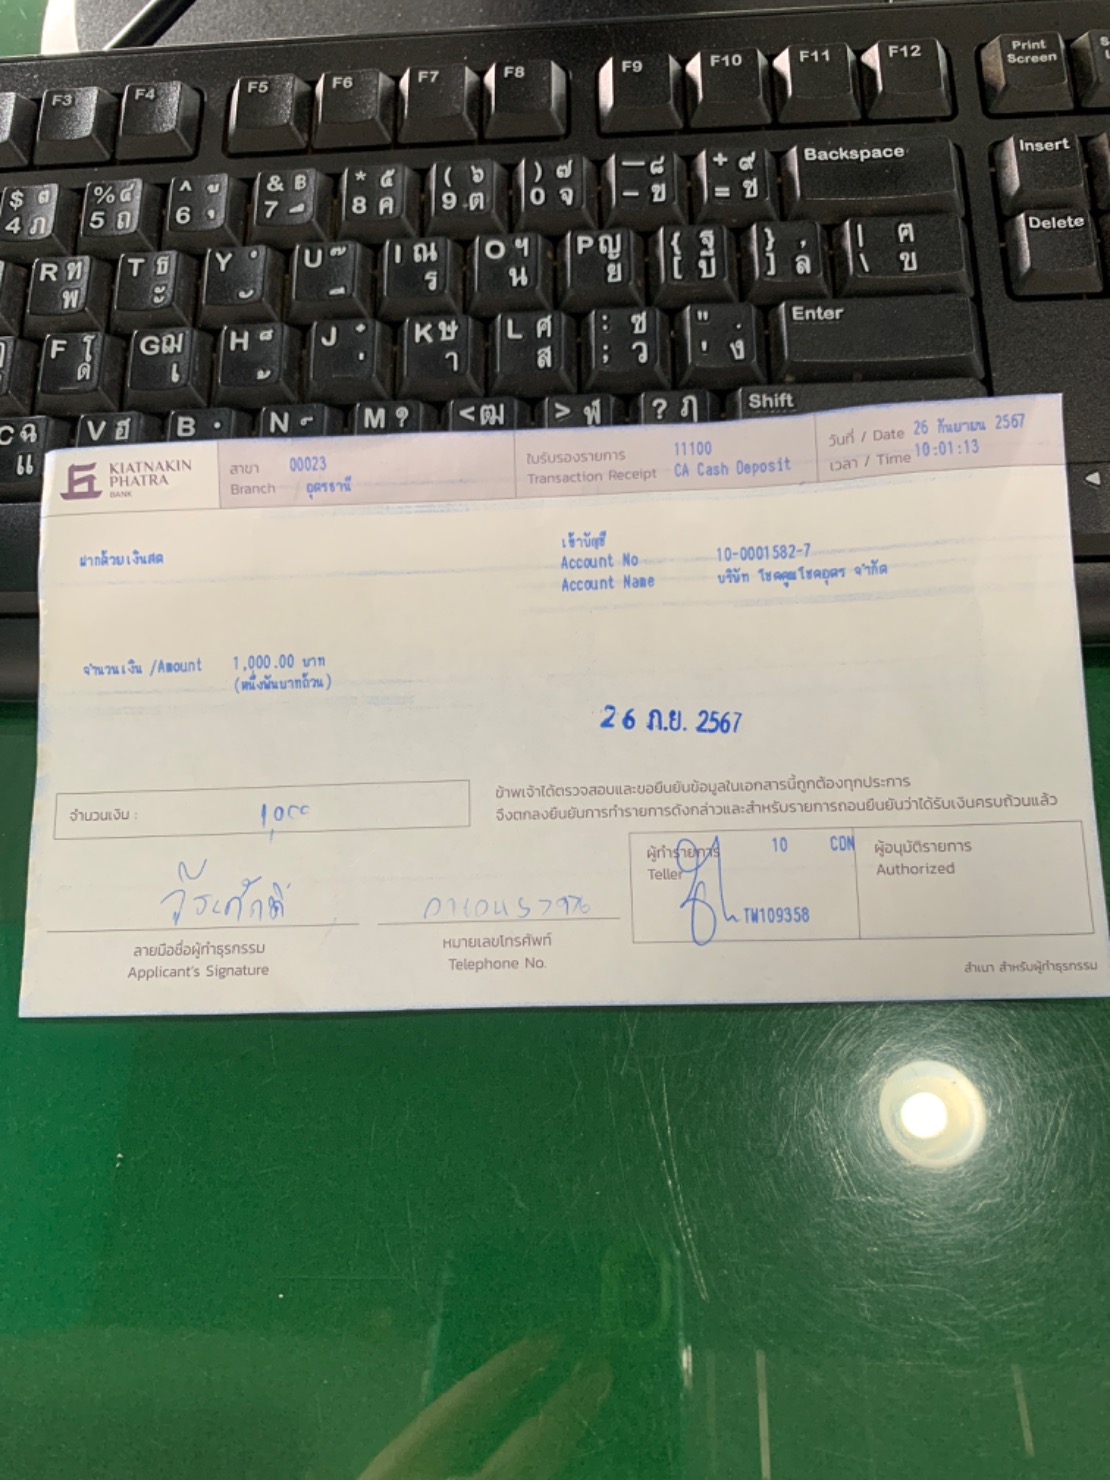 F3 F4 F5 F6 F7 F8 F9 F10 F11 F12 Print Screen
Backspace Insert
Delete
Enter
Shift
KIATNAKIN PHATRA BANK
สาขา 00023
Branch อุดรธานี
ใบรับรองรายการ 11100
Transaction Receipt CA Cash Deposit
วันที่ / Date 26 กันยายน 2567
เวลา / Time 10:01:13
ฝากด้วยเงินสด
เข้าบัญชี
Account No 10-0001582-7
Account Name บริษัท โชคคูณโชคอุดร จำกัด
จำนวนเงิน /Amount 1,000.00 บาท
(หนึ่งพันบาทถ้วน)
26 ก.ย. 2567
ข้าพเจ้าได้ตรวจสอบและขอยืนยันข้อมูลในเอกสารนี้ถูกต้องทุกประการ
จึงตกลงยืนยันการทำรายการดังกล่าวและสำหรับรายการถอนยืนยันว่าได้รับเงินครบถ้วนแล้ว
จำนวนเงิน : 1,000
ผู้ทำรายการ 10 CDN
Teller
TW109358
ผู้อนุมัติรายการ
Authorized
วีระศักดิ์
ลายมือชื่อผู้ทำธุรกรรม
Applicant's Signature
หมายเลขโทรศัพท์
Telephone No.
สำเนา สำหรับผู้ทำธุรกรรม